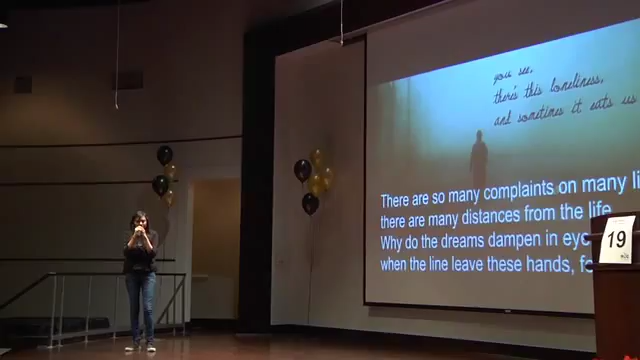 you see,
there's this loneliness,
and sometimes it eats us
There are so many complaints on many li
there are many distances from the life
Why do the dreams dampen in eye
when the line leave these hands, fo
19